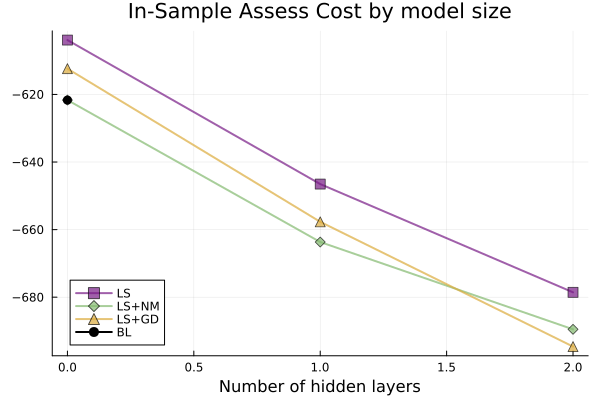 In-Sample Assess Cost by model size
−620
−640
−660
−680
LS
LS+NM
LS+GD
BL
0.0 0.5 1.0 1.5 2.0
Number of hidden layers